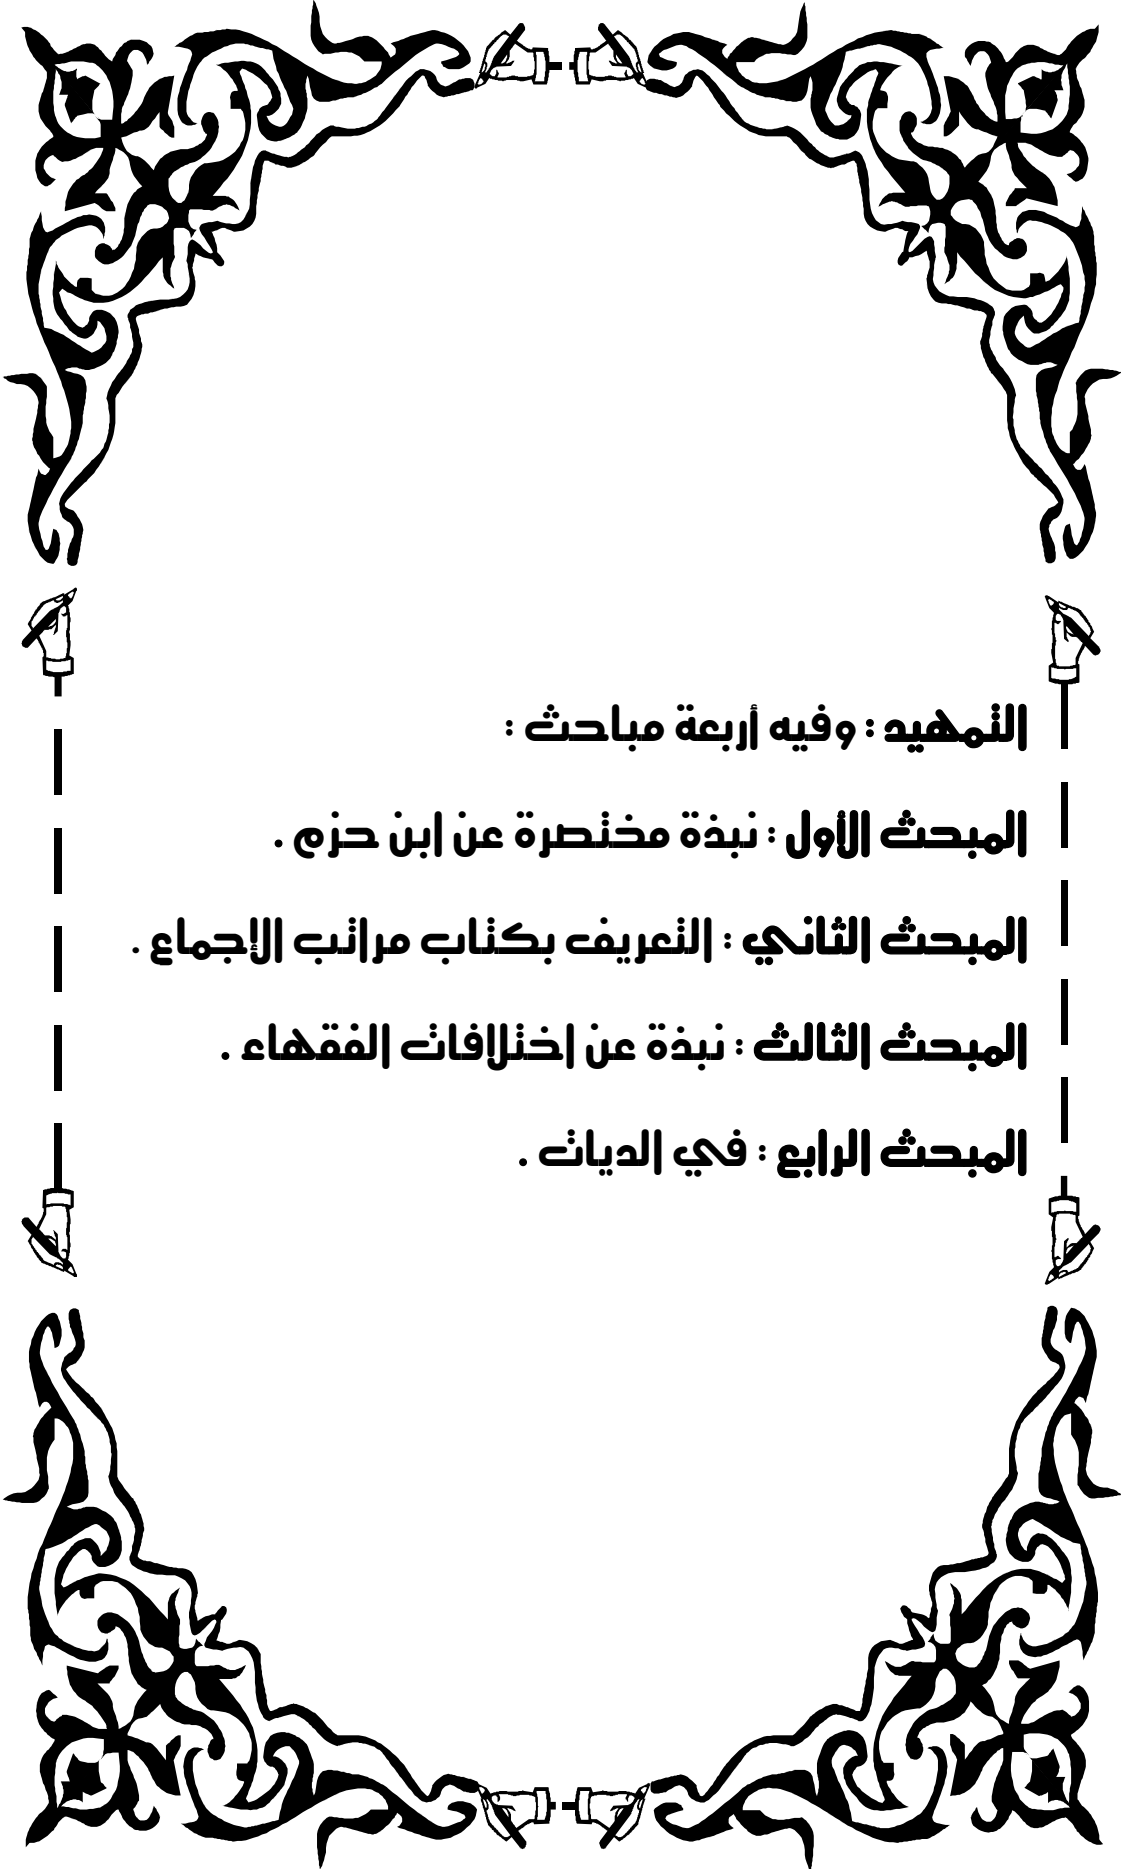 التمهيد : وفيه أربعة مباحث :
المبحث الأول : نبذة مختصرة عن ابن حزم .
المبحث الثاني : التعريف بكتاب مراتب الإجماع .
المبحث الثالث : نبذة عن اختلافات الفقهاء .
المبحث الرابع : في الديات .